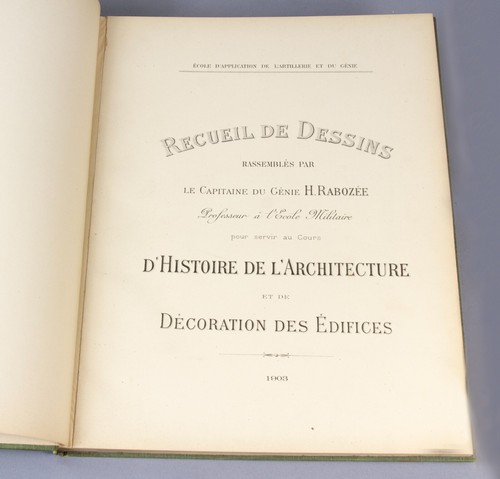 ÉCOLE D'APPLICATION DE L'ARTILLERIE ET DU GÉNIE
RECUEIL DE DESSINS
RASSEMBLÉS PAR
LE CAPITAINE DU GÉNIE H. RABOZÉE
Professeur à l'Ecole Militaire
pour servir au Cours
D'HISTOIRE DE L'ARCHITECTURE
ET DE
DÉCORATION DES ÉDIFICES
1903